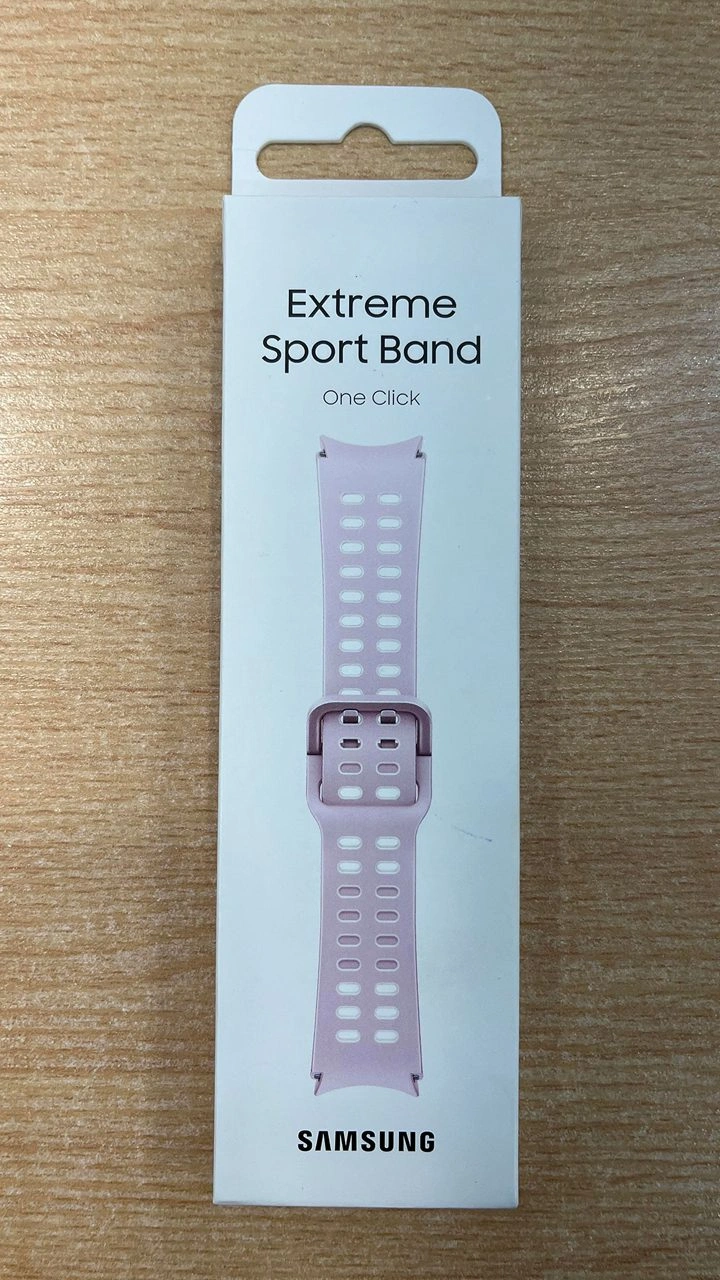 Extreme
Sport Band
One Click
SAMSUNG